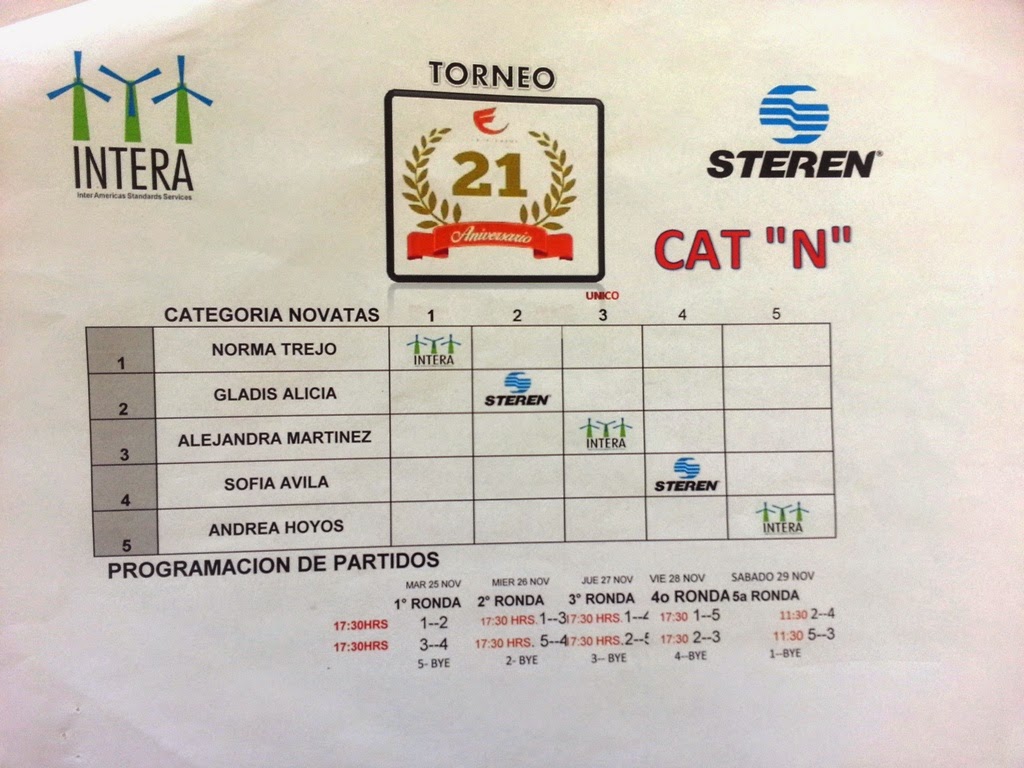 TORNEO
INTERA
Inter Americas Standards Services
21
Aniversario
STEREN®
CAT "N"
UNICO
CATEGORIA NOVATAS 1 2 3 4 5
1 NORMA TREJO INTERA
2 GLADIS ALICIA STEREN
3 ALEJANDRA MARTINEZ INTERA
4 SOFIA AVILA STEREN
5 ANDREA HOYOS INTERA
PROGRAMACION DE PARTIDOS
MAR 25 NOV MIER 26 NOV JUE 27 NOV VIE 28 NOV SABADO 29 NOV
1° RONDA 2° RONDA 3° RONDA 4o RONDA 5a RONDA
17:30HRS 1--2 17:30 HRS. 1--3 17:30 HRS. 1--4 17:30 1--5 11:30 2--4
17:30HRS 3--4 17:30 HRS. 5--4 17:30 HRS. 2--5 17:30 2--3 11:30 5--3
5- BYE 2- BYE 3-- BYE 4--BYE 1--BYE